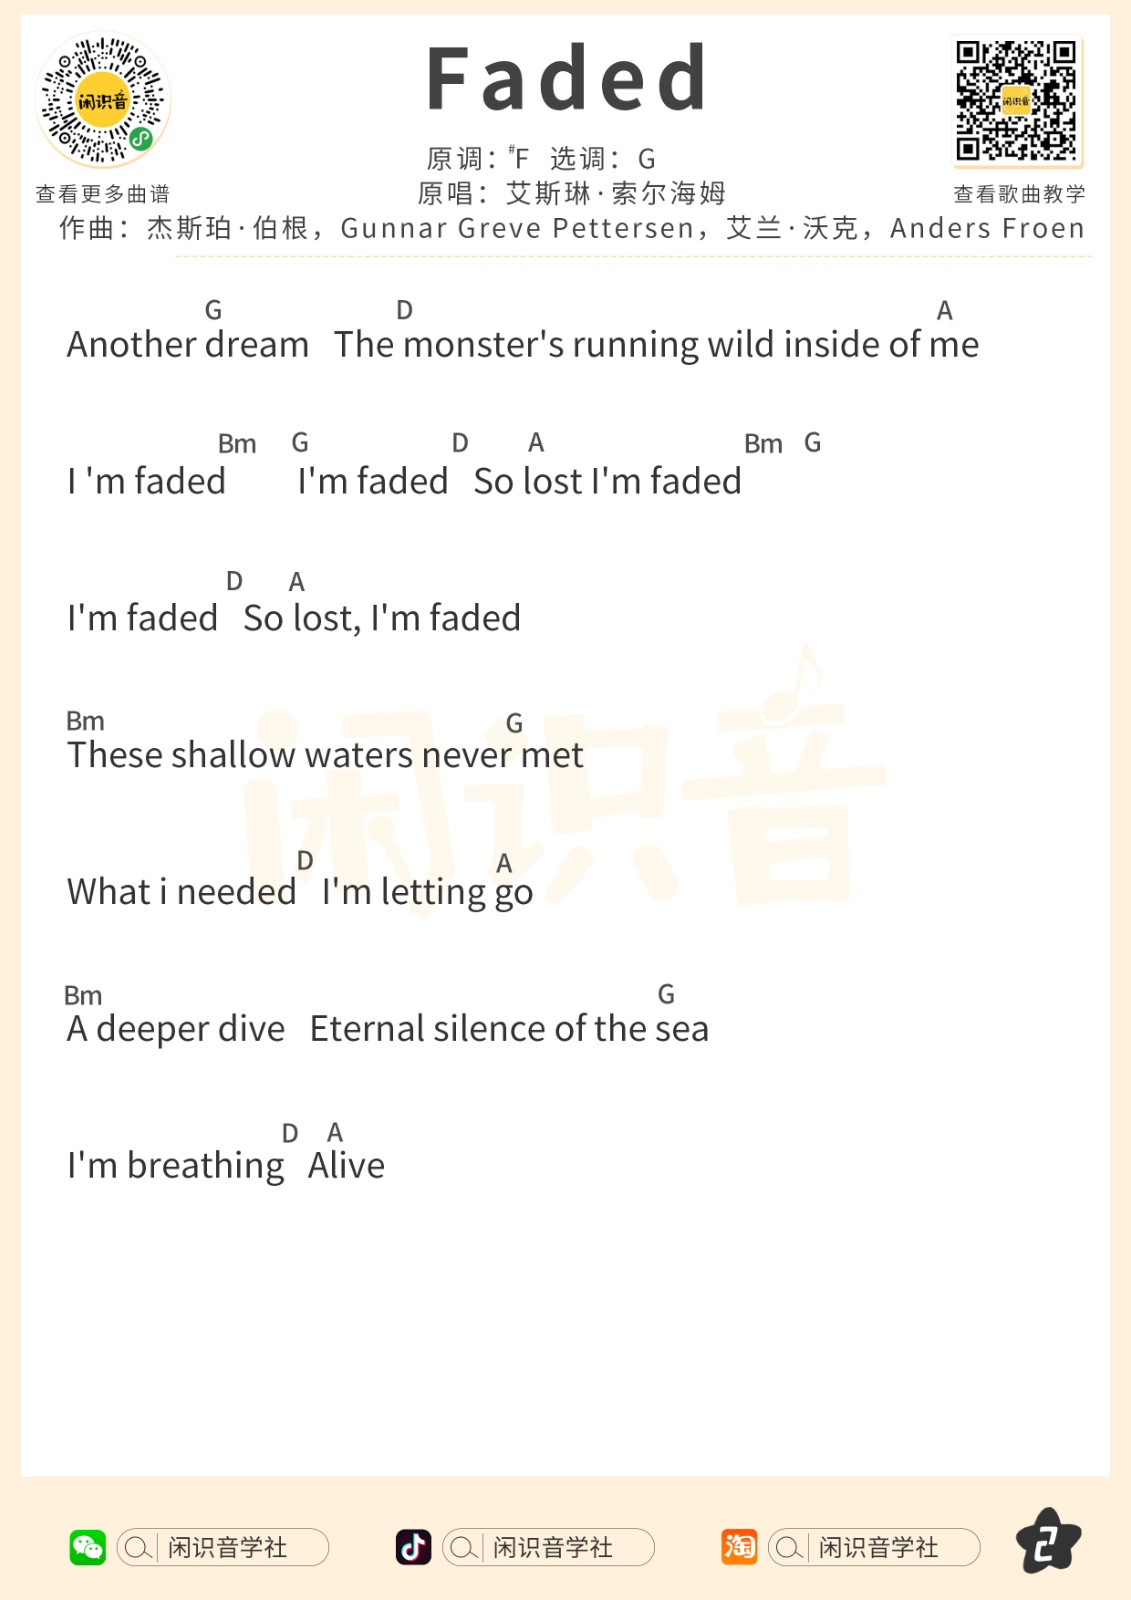 Faded
闲识音
闲识音
原调：#F 选调：G
查看更多曲谱
原唱：艾斯琳·索尔海姆
查看歌曲教学
作曲：杰斯珀·伯根，Gunnar Greve Pettersen，艾兰·沃克，Anders Froen
G D A
Another dream The monster's running wild inside of me
Bm G D A Bm G
I 'm faded I'm faded So lost I'm faded
D A
I'm faded So lost, I'm faded
Bm G
These shallow waters never met
闲识音
D A
What i needed I'm letting go
Bm G
A deeper dive Eternal silence of the sea
D A
I'm breathing Alive
闲识音学社
闲识音学社
淘 闲识音学社
2